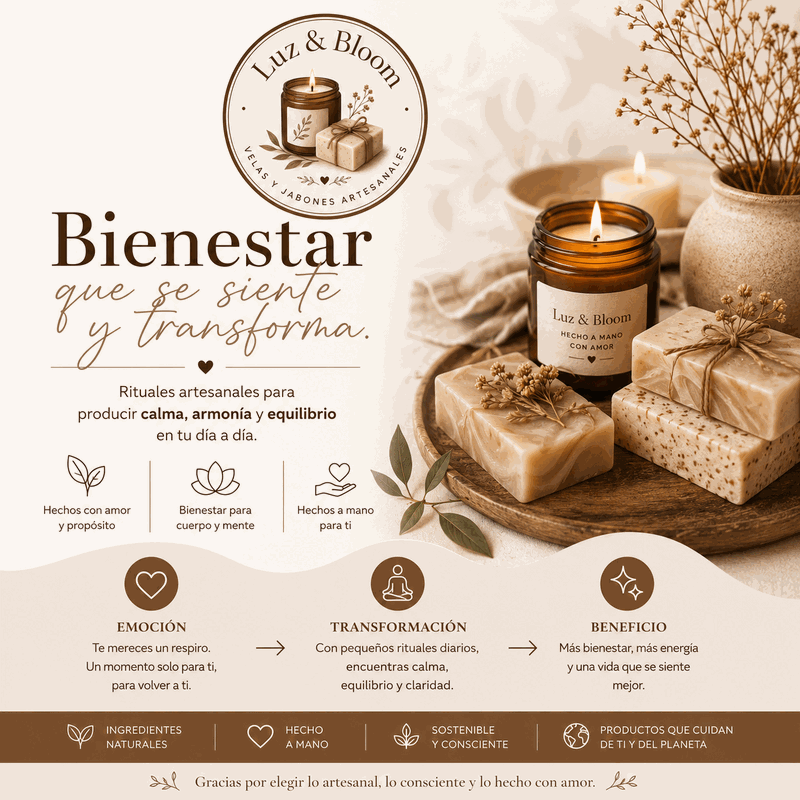 Luz & Bloom
VELAS Y JABONES ARTESANALES
Bienestar
que se siente
y transforma.
Rituales artesanales para
producir calma, armonía y equilibrio
en tu día a día.
Hechos con amor
y propósito
Bienestar para
cuerpo y mente
Hechos a mano
para ti
Luz & Bloom
HECHO A MANO
CON AMOR
EMOCIÓN
Te mereces un respiro.
Un momento solo para ti,
para volver a ti.
TRANSFORMACIÓN
Con pequeños rituales diarios,
encuentras calma,
equilibrio y claridad.
BENEFICIO
Más bienestar, más energía
y una vida que se siente
mejor.
INGREDIENTES
NATURALES
HECHO
A MANO
SOSTENIBLE
Y CONSCIENTE
PRODUCTOS QUE CUIDAN
DE TI Y DEL PLANETA
Gracias por elegir lo artesanal, lo consciente y lo hecho con amor.